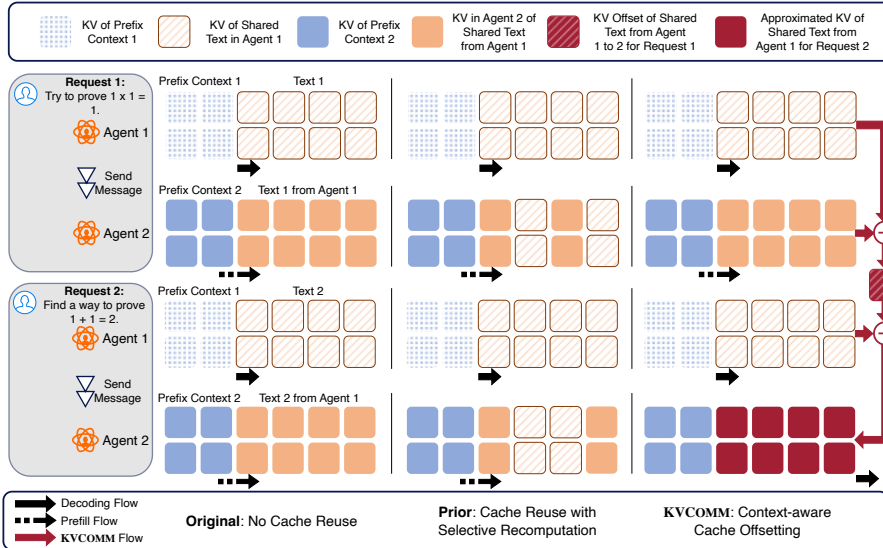 KV of Prefix
Context 1
KV of Shared
Text in Agent 1
KV of Prefix
Context 2
KV in Agent 2 of
Shared Text
from Agent 1
KV Offset of Shared
Text from Agent
1 to 2 for Request 1
Approximated KV of
Shared Text from
Agent 1 for Request 2
Request 1:
Try to prove 1 x 1 =
1.
Agent 1
Send
Message
Agent 2
Prefix Context 1
Text 1
Prefix Context 2
Text 1 from Agent 1
Request 2:
Find a way to prove
1 + 1 = 2.
Agent 1
Send
Message
Agent 2
Prefix Context 1
Text 2
Prefix Context 2
Text 2 from Agent 1
Decoding Flow
Prefill Flow
KVCOMM Flow
Original: No Cache Reuse
Prior: Cache Reuse with
Selective Recomputation
KVCOMM: Context-aware
Cache Offsetting